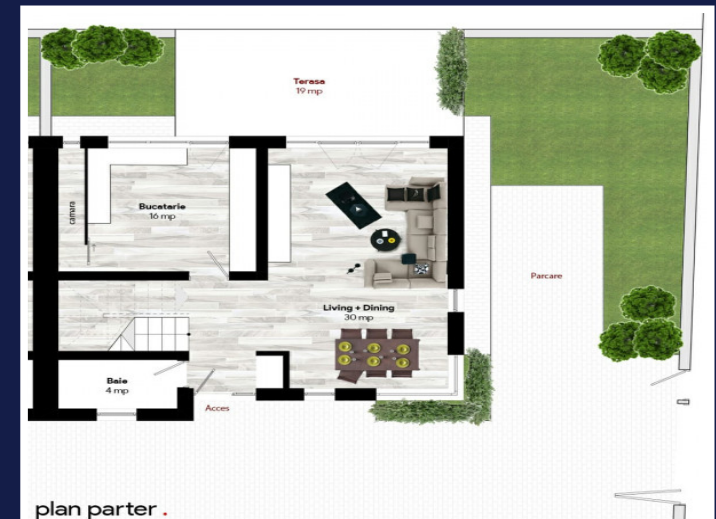 Terasa
19 mp
Bucatarie
16 mp
camara
Parcare
Living + Dining
30 mp
Baie
4 mp
Acces
plan parter .